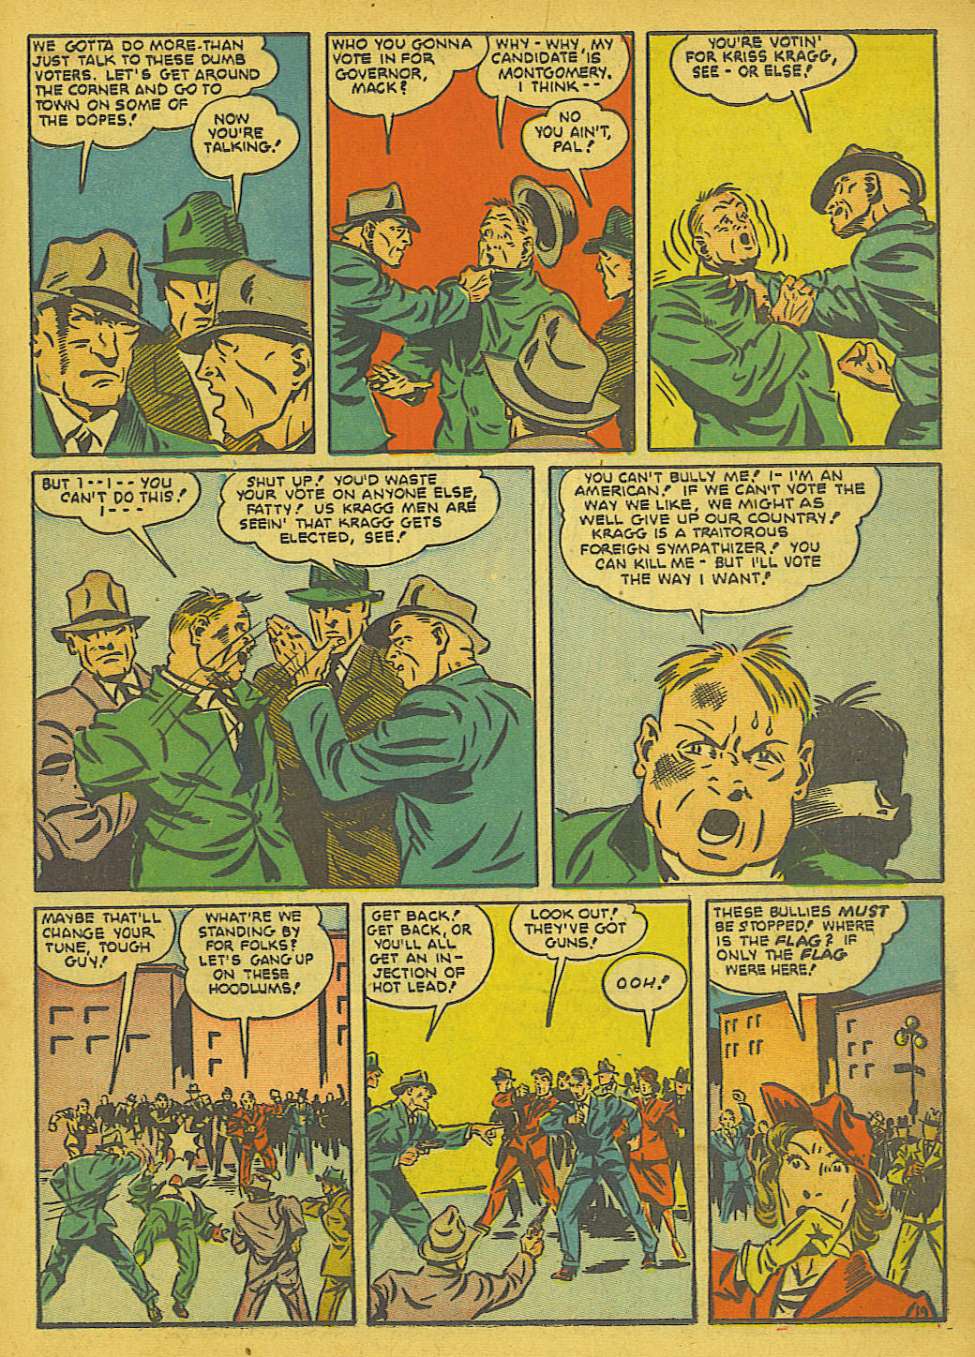 WE GOTTA DO MORE-THAN
JUST TALK TO THESE DUMB
VOTERS. LET'S GET AROUND
THE CORNER AND GO TO
TOWN ON SOME OF
THE DOPES!
NOW
YOU'RE
TALKING!
WHO YOU GONNA
VOTE IN FOR
GOVERNOR,
MACK?
WHY - WHY, MY
CANDIDATE IS
MONTGOMERY.
I THINK--
NO
YOU AIN'T,
PAL!
YOU'RE VOTIN'
FOR KRISS KRAGG,
SEE - OR ELSE!
BUT I--I-- YOU
CAN'T DO THIS!
I---
SHUT UP! YOU'D WASTE
YOUR VOTE ON ANYONE ELSE,
FATTY! US KRAGG MEN ARE
SEEIN' THAT KRAGG GETS
ELECTED, SEE!
YOU CAN'T BULLY ME! I- I'M AN
AMERICAN! IF WE CAN'T VOTE THE
WAY WE LIKE, WE MIGHT AS
WELL GIVE UP OUR COUNTRY!
KRAGG IS A TRAITOROUS
FOREIGN SYMPATHIZER! YOU
CAN KILL ME - BUT I'LL VOTE
THE WAY I WANT!
MAYBE THAT'LL
CHANGE YOUR
TUNE, TOUGH
GUY!
WHAT'RE WE
STANDING BY
FOR FOLKS?
LET'S GANG UP
ON THESE
HOODLUMS!
GET BACK!
GET BACK, OR
YOU'LL ALL
GET AN IN-
JECTION OF
HOT LEAD!
LOOK OUT!
THEY'VE GOT
GUNS!
OOH!
THESE BULLIES MUST
BE STOPPED! WHERE
IS THE FLAG? IF
ONLY THE FLAG
WERE HERE!
19